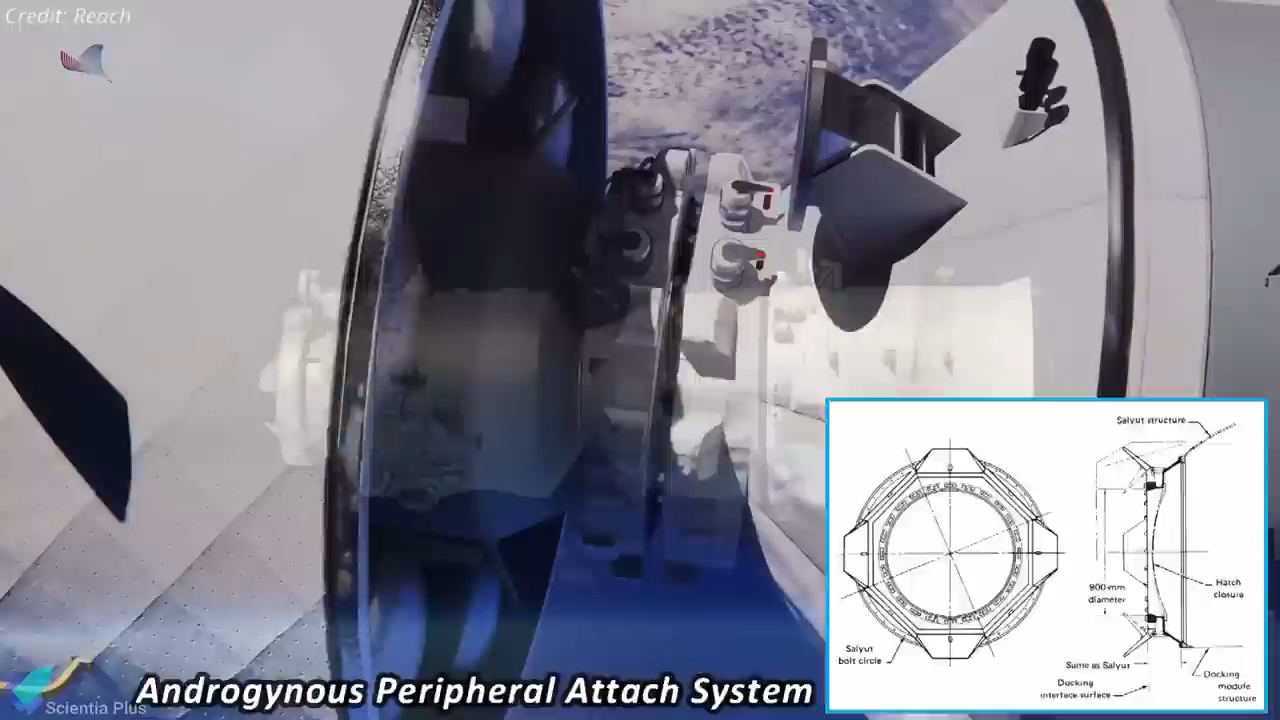 Credit: Reach
Salyut structure
800-mm
diameter
Hatch
closure
Salyut
bolt circle
Same as Salyut
Docking
interface surface
Docking
module
structure
Androgynous Peripheral Attach System
Scientia Plus